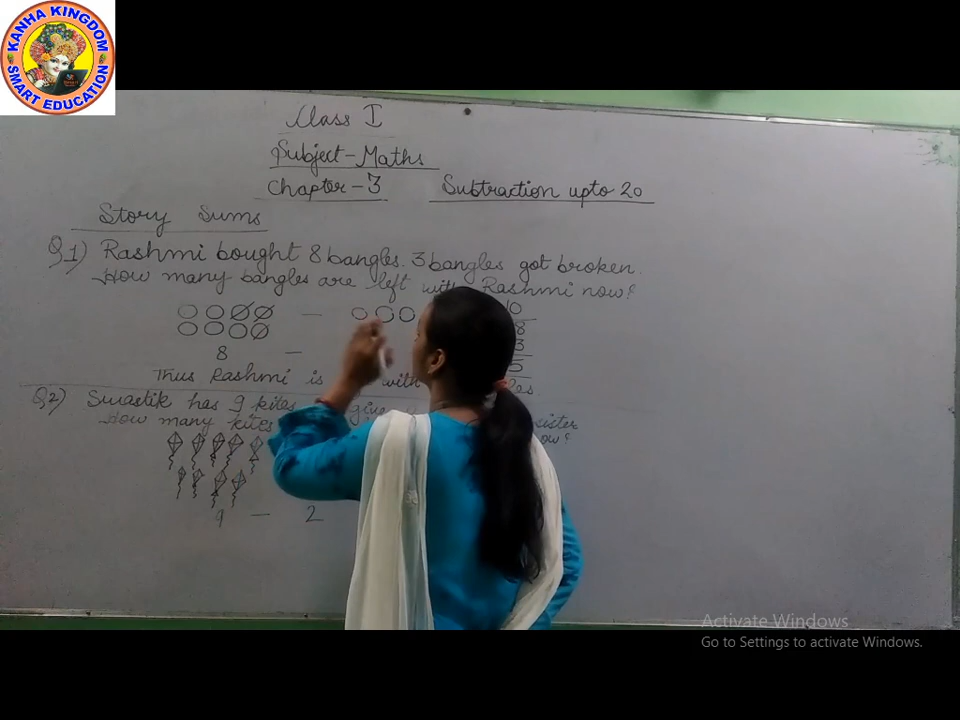 KANHA KINGDOM
SMART EDUCATION
Class I
Subject-Maths
Chapter-3 Subtraction upto 20
Story Sums
Q1) Rashmi bought 8 bangles. 3 bangles got broken.
How many bangles are left with Rashmi now?
8 —
Thus Rashmi is
Q2) Swastik has 9 kites
How many kites
9 — 2
Activate Windows
Go to Settings to activate Windows.